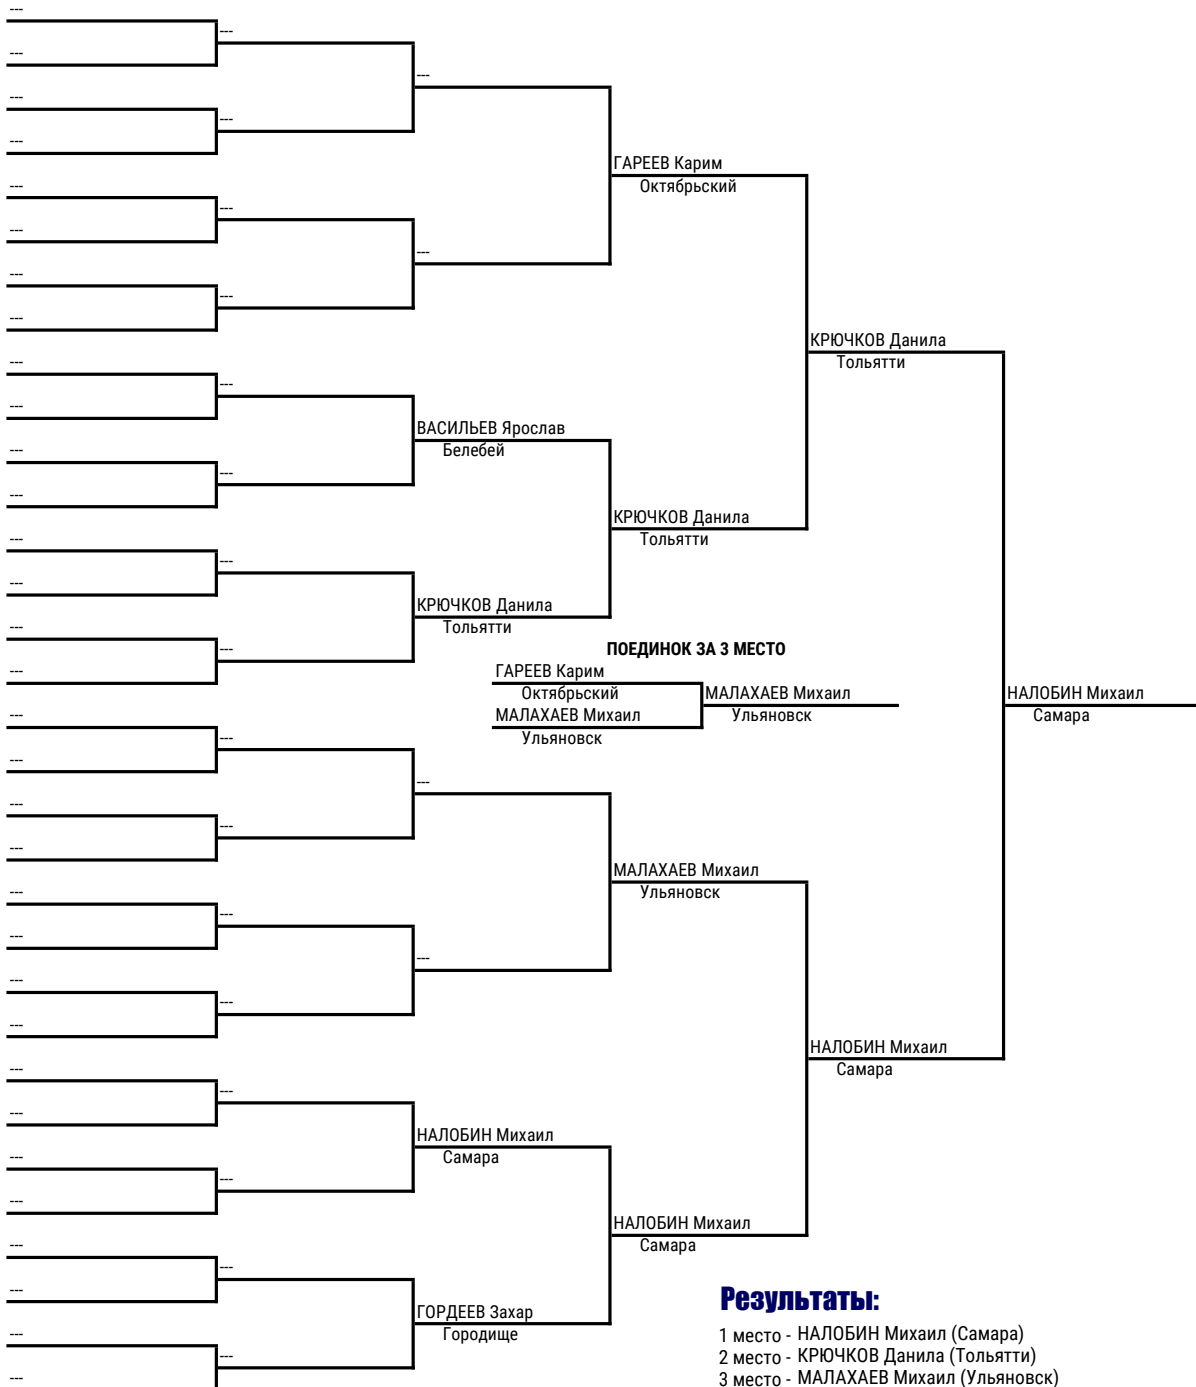 ---
---
---
---
---
---
---
---
---
---
ГАРЕЕВ Карим
Октябрьский
---
---
---
---
---
---
---
---
КРЮЧКОВ Данила
Тольятти
---
---
---
ВАСИЛЬЕВ Ярослав
Белебей
---
---
---
КРЮЧКОВ Данила
Тольятти
---
---
---
КРЮЧКОВ Данила
Тольятти
---
---
---
ПОЕДИНОК ЗА 3 МЕСТО
ГАРЕЕВ Карим
Октябрьский
МАЛАХАЕВ Михаил
Ульяновск
МАЛАХАЕВ Михаил
Ульяновск
НАЛОБИН Михаил
Самара
---
---
---
---
---
---
---
МАЛАХАЕВ Михаил
Ульяновск
---
---
---
---
---
---
---
НАЛОБИН Михаил
Самара
---
---
---
НАЛОБИН Михаил
Самара
---
---
---
НАЛОБИН Михаил
Самара
---
---
---
ГОРДЕЕВ Захар
Городище
---
---
---
Результаты:
1 место - НАЛОБИН Михаил (Самара)
2 место - КРЮЧКОВ Данила (Тольятти)
3 место - МАЛАХАЕВ Михаил (Ульяновск)